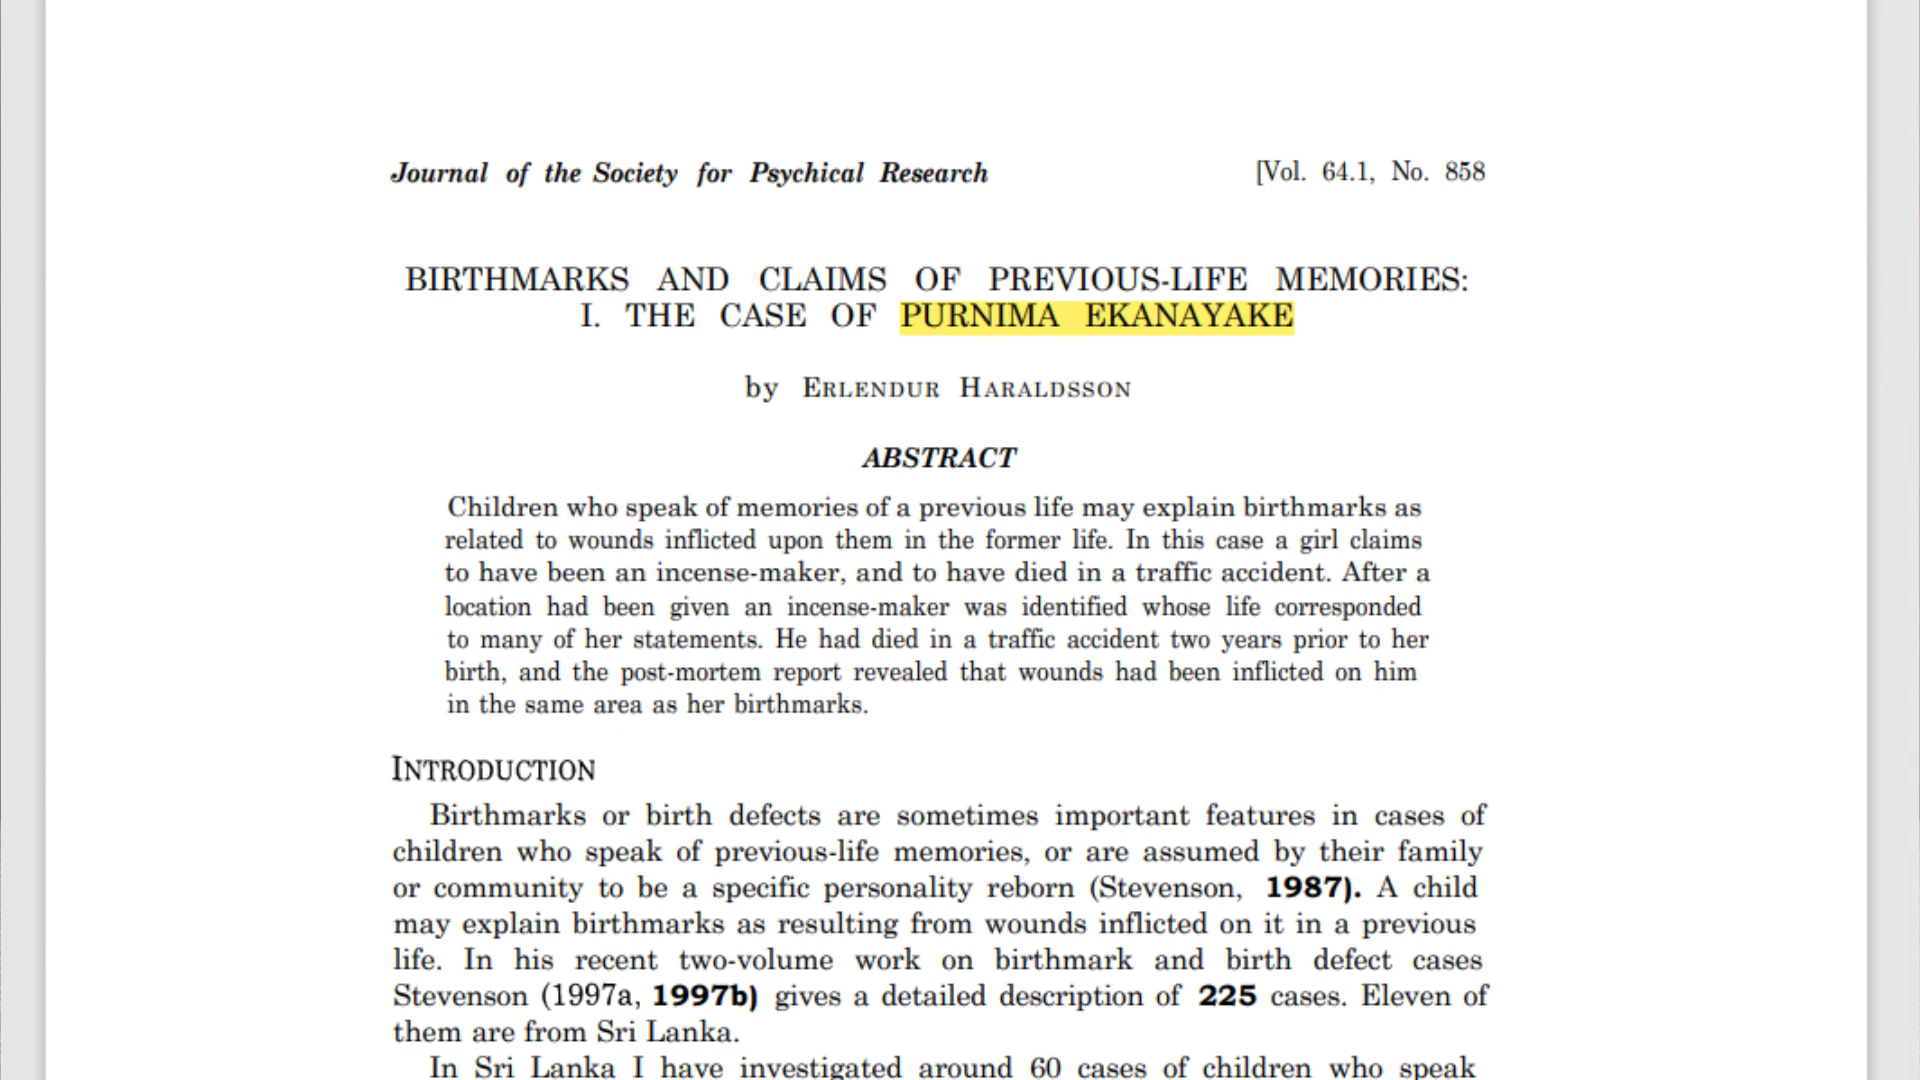 Journal of the Society for Psychical Research [Vol. 64.1, No. 858
BIRTHMARKS AND CLAIMS OF PREVIOUS-LIFE MEMORIES:
I. THE CASE OF PURNIMA EKANAYAKE
by ERLENDUR HARALDSSON
ABSTRACT
Children who speak of memories of a previous life may explain birthmarks as
related to wounds inflicted upon them in the former life. In this case a girl claims
to have been an incense-maker, and to have died in a traffic accident. After a
location had been given an incense-maker was identified whose life corresponded
to many of her statements. He had died in a traffic accident two years prior to her
birth, and the post-mortem report revealed that wounds had been inflicted on him
in the same area as her birthmarks.
INTRODUCTION
Birthmarks or birth defects are sometimes important features in cases of
children who speak of previous-life memories, or are assumed by their family
or community to be a specific personality reborn (Stevenson, 1987). A child
may explain birthmarks as resulting from wounds inflicted on it in a previous
life. In his recent two-volume work on birthmark and birth defect cases
Stevenson (1997a, 1997b) gives a detailed description of 225 cases. Eleven of
them are from Sri Lanka.
In Sri Lanka I have investigated around 60 cases of children who speak